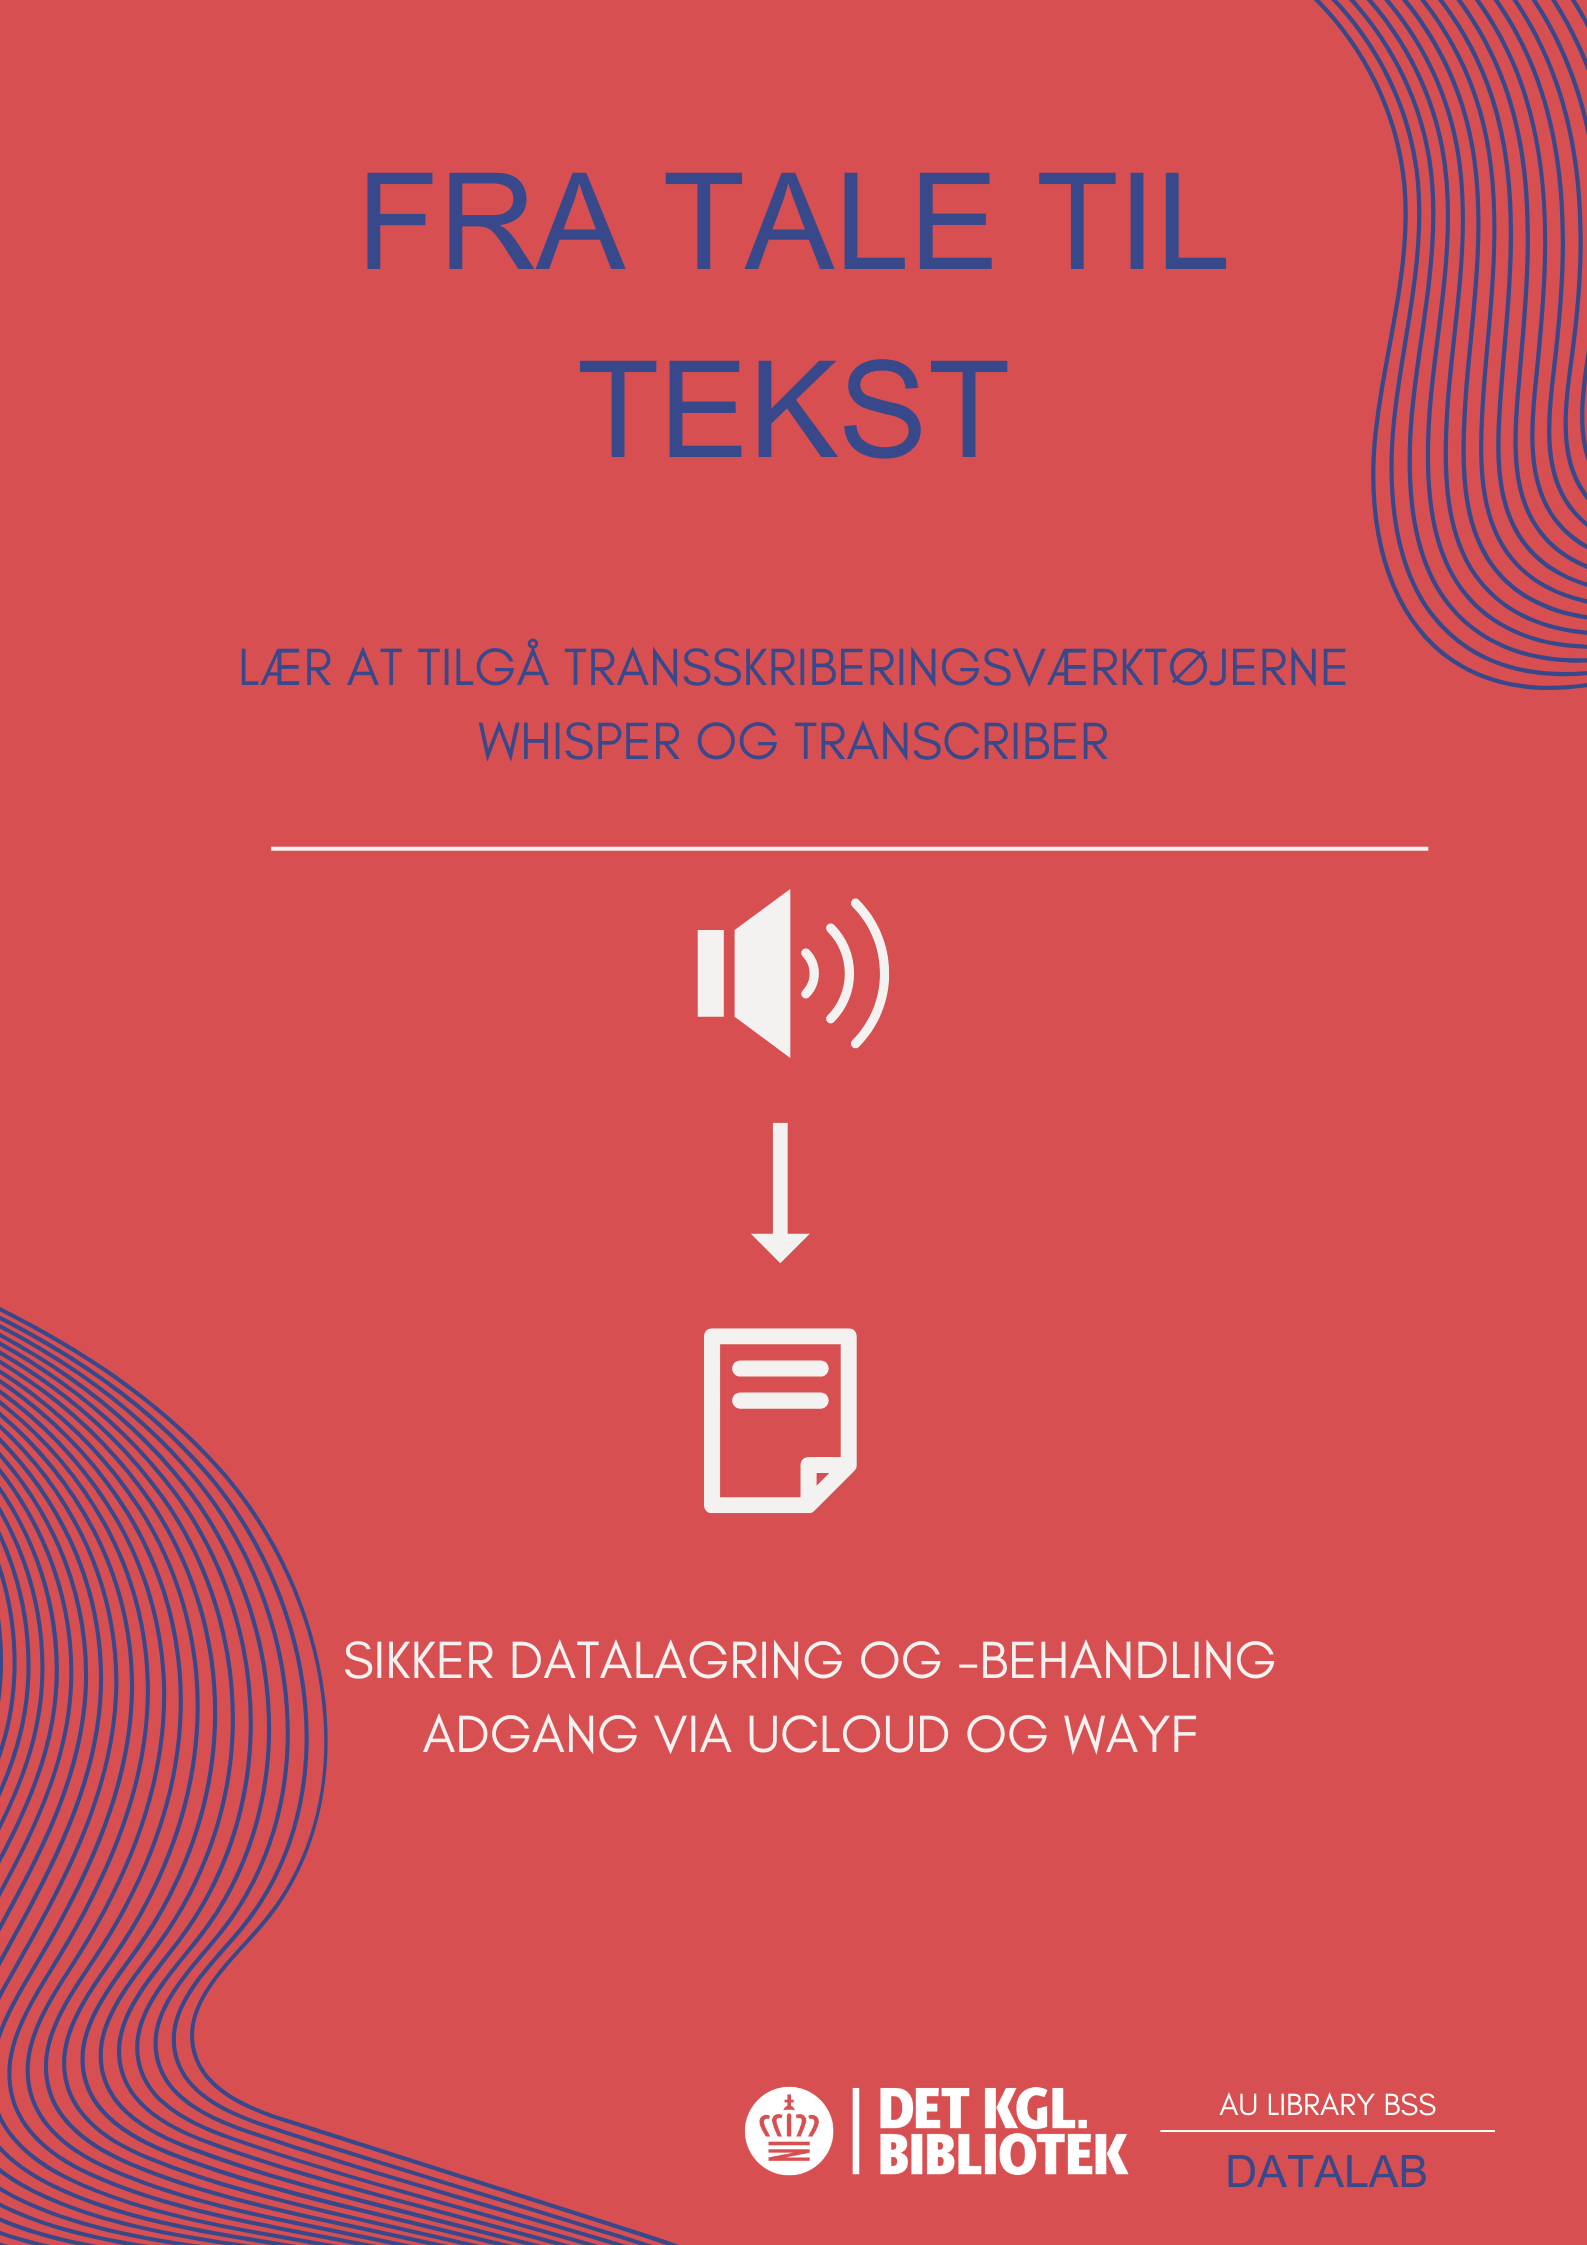 FRA TALE TIL
TEKST
LÆR AT TILGÅ TRANSSKRIBERINGSVÆRKTØJERNE
WHISPER OG TRANSCRIBER
SIKKER DATALAGRING OG -BEHANDLING
ADGANG VIA UCLOUD OG WAYF
DET KGL.
BIBLIOTEK
AU LIBRARY BSS
DATALAB